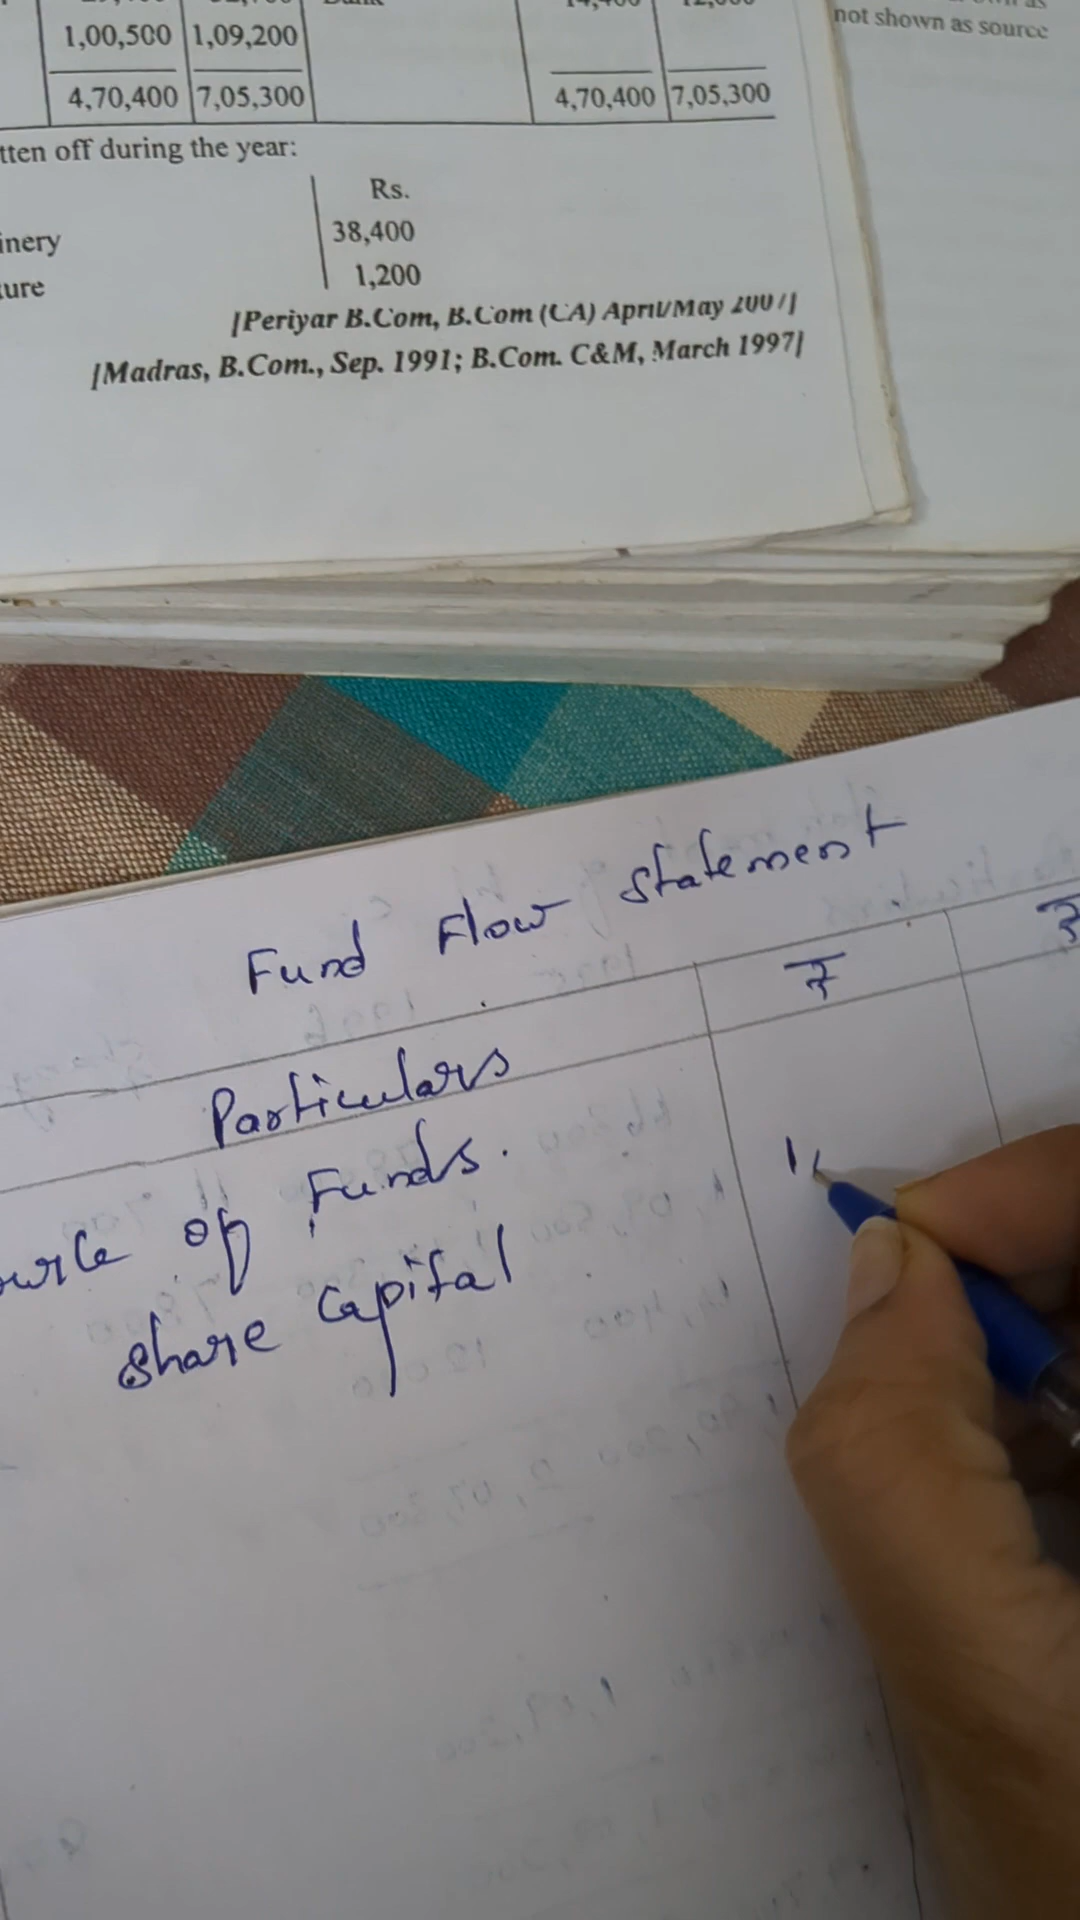 not shown as source
1,00,500 1,09,200
4,70,400 7,05,300 4,70,400 7,05,300
tten off during the year:
Rs.
inery 38,400
ture 1,200
[Periyar B.Com, B.Com (CA) April/May 2007]
[Madras, B.Com., Sep. 1991; B.Com. C&M, March 1997]
Fund Flow Statement
Particulars ₹ ₹
ource of Funds.
Share Capital